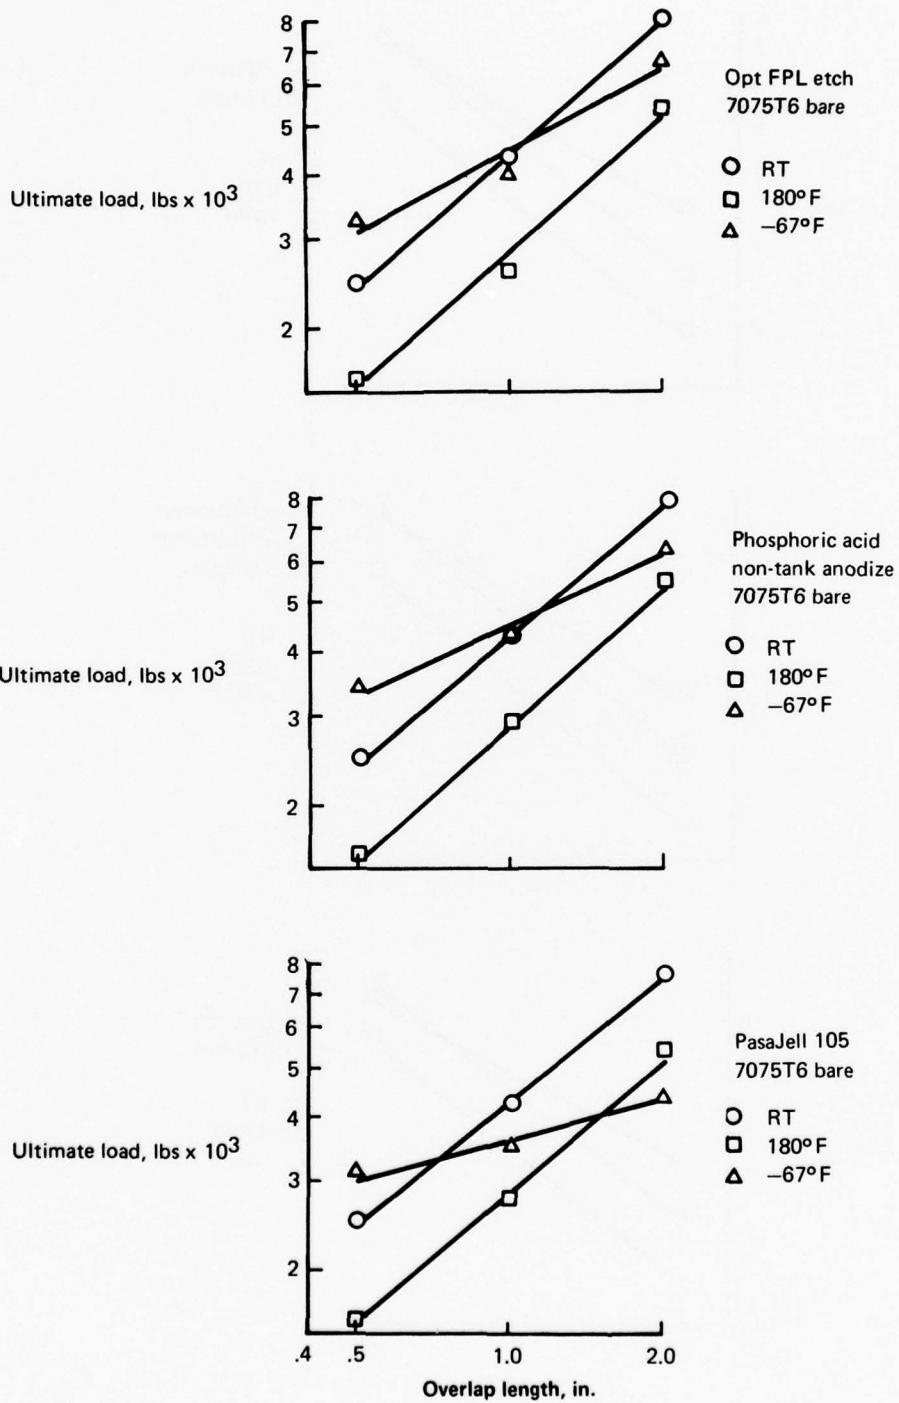 8
7
6
5
4
3
2
Ultimate load, lbs x 10³
Opt FPL etch
7075T6 bare
RT
180°F
−67°F
8
7
6
5
4
3
2
Ultimate load, lbs x 10³
Phosphoric acid
non-tank anodize
7075T6 bare
RT
180°F
−67°F
8
7
6
5
4
3
2
Ultimate load, lbs x 10³
PasaJell 105
7075T6 bare
RT
180°F
−67°F
.4 .5 1.0 2.0
Overlap length, in.